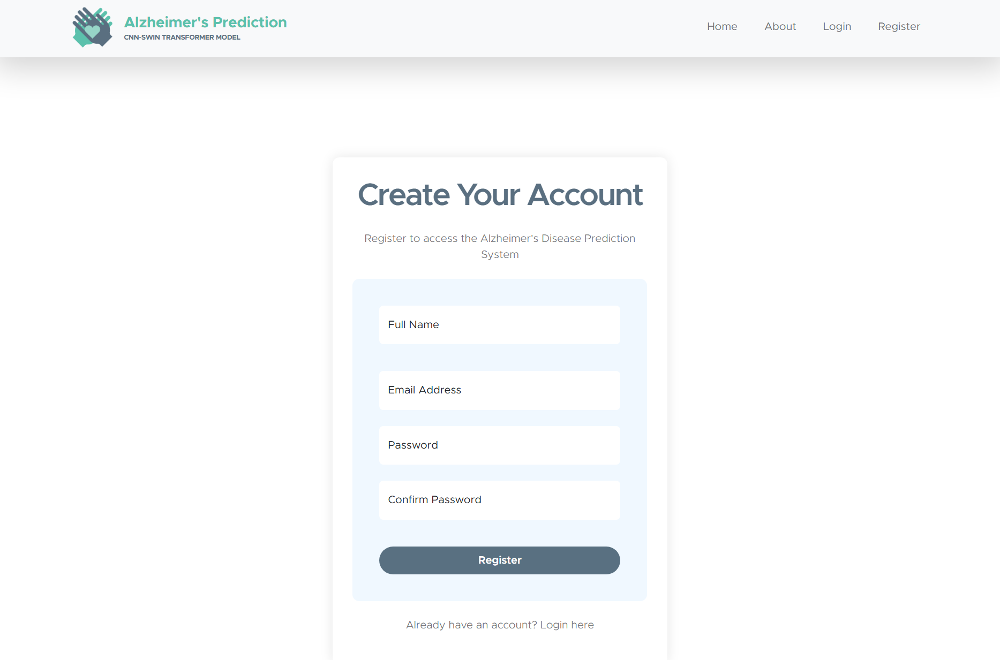 Alzheimer's Prediction
CNN-SWIN TRANSFORMER MODEL
Home
About
Login
Register
Create Your Account
Register to access the Alzheimer's Disease Prediction
System
Full Name
Email Address
Password
Confirm Password
Register
Already have an account? Login here